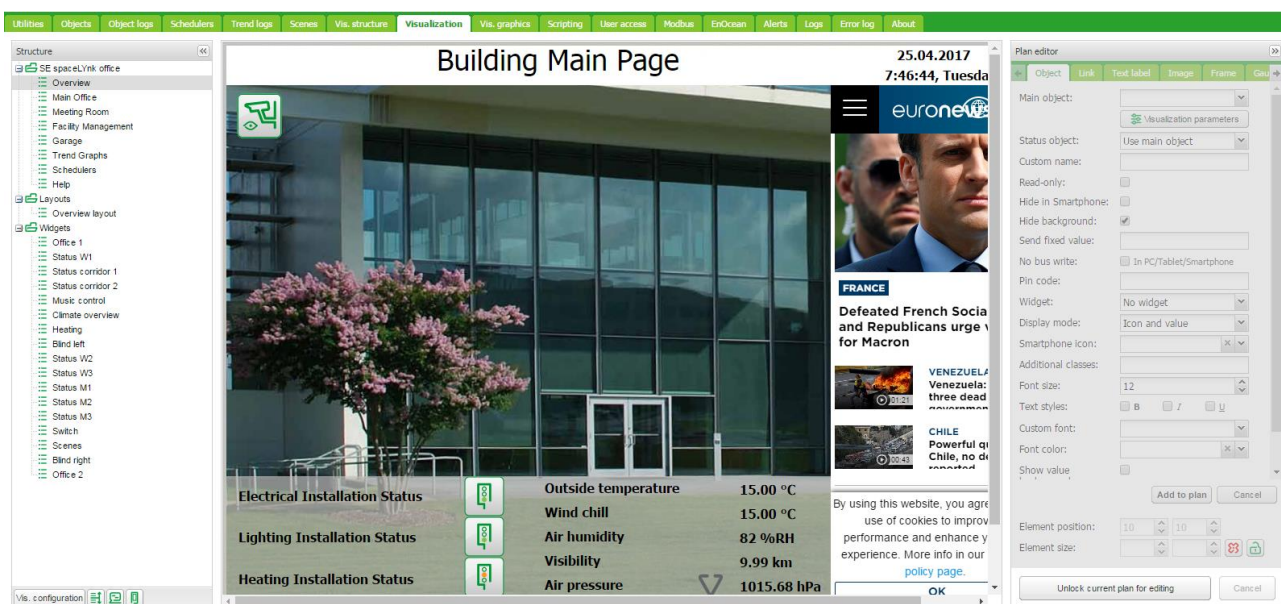 Utilities Objects Object logs Schedulers Trend logs Scenes Vis. structure Visualization Vis. graphics Scripting User access Modbus EnOcean Alerts Logs Error log About
Structure
SE spaceLYnk office
Overview
Main Office
Meeting Room
Facility Management
Garage
Trend Graphs
Schedulers
Help
Layouts
Overview layout
Widgets
Office 1
Status W1
Status corridor 1
Status corridor 2
Music control
Climate overview
Heating
Blind left
Status W2
Status W3
Status M1
Status M2
Status M3
Switch
Scenes
Blind right
Office 2
Vis. configuration
Building Main Page
25.04.2017
7:46:44, Tuesda
euronews
FRANCE
Defeated French Socia
and Republicans urge
for Macron
01:21
VENEZUELA
Venezuela:
three dead
00:43
CHILE
Powerful
Chile, no
By using this website, you agre
use of cookies to improv
performance and enhance y
experience. More info in our
policy page.
OK
Electrical Installation Status
Lighting Installation Status
Heating Installation Status
Outside temperature 15.00 °C
Wind chill 15.00 °C
Air humidity 82 %RH
Visibility 9.99 km
Air pressure 1015.68 hPa
Plan editor
Object Link Text label Image Frame Gau
Main object:
Visualization parameters
Status object: Use main object
Custom name:
Read-only:
Hide in Smartphone:
Hide background:
Send fixed value:
No bus write: In PC/Tablet/Smartphone
Pin code:
Widget: No widget
Display mode: Icon and value
Smartphone icon:
Additional classes:
Font size: 12
Text styles: B I U
Custom font:
Font color:
Show value
Add to plan Cancel
Element position: 10 10
Element size:
Unlock current plan for editing Cancel